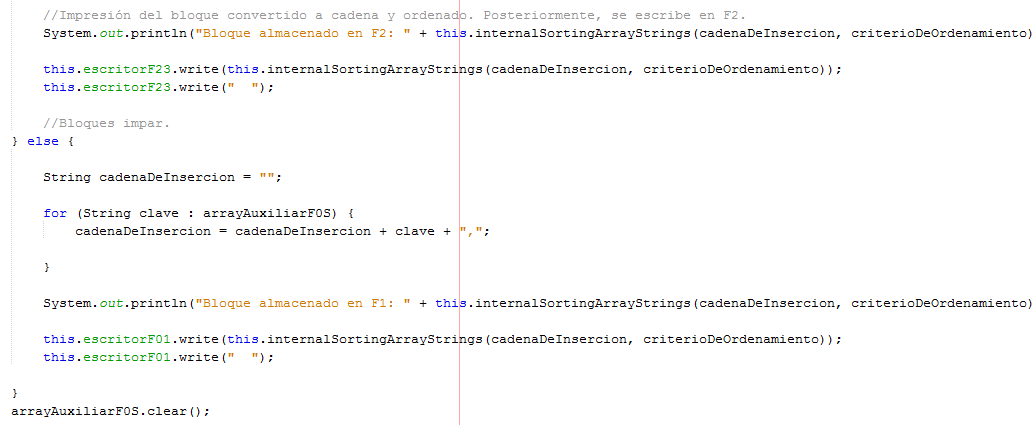 //Impresión del bloque convertido a cadena y ordenado. Posteriormente, se escribe en F2.
System.out.println("Bloque almacenado en F2: " + this.internalSortingArrayStrings(cadenaDeInsercion, criterioDeOrdenamiento)
this.escritorF23.write(this.internalSortingArrayStrings(cadenaDeInsercion, criterioDeOrdenamiento));
this.escritorF23.write("  ");
//Bloques impar.
} else {
String cadenaDeInsercion = "";
for (String clave : arrayAuxiliarF0S) {
cadenaDeInsercion = cadenaDeInsercion + clave + ",";
}
System.out.println("Bloque almacenado en F1: " + this.internalSortingArrayStrings(cadenaDeInsercion, criterioDeOrdenamiento)
this.escritorF01.write(this.internalSortingArrayStrings(cadenaDeInsercion, criterioDeOrdenamiento));
this.escritorF01.write("  ");
}
arrayAuxiliarF0S.clear();